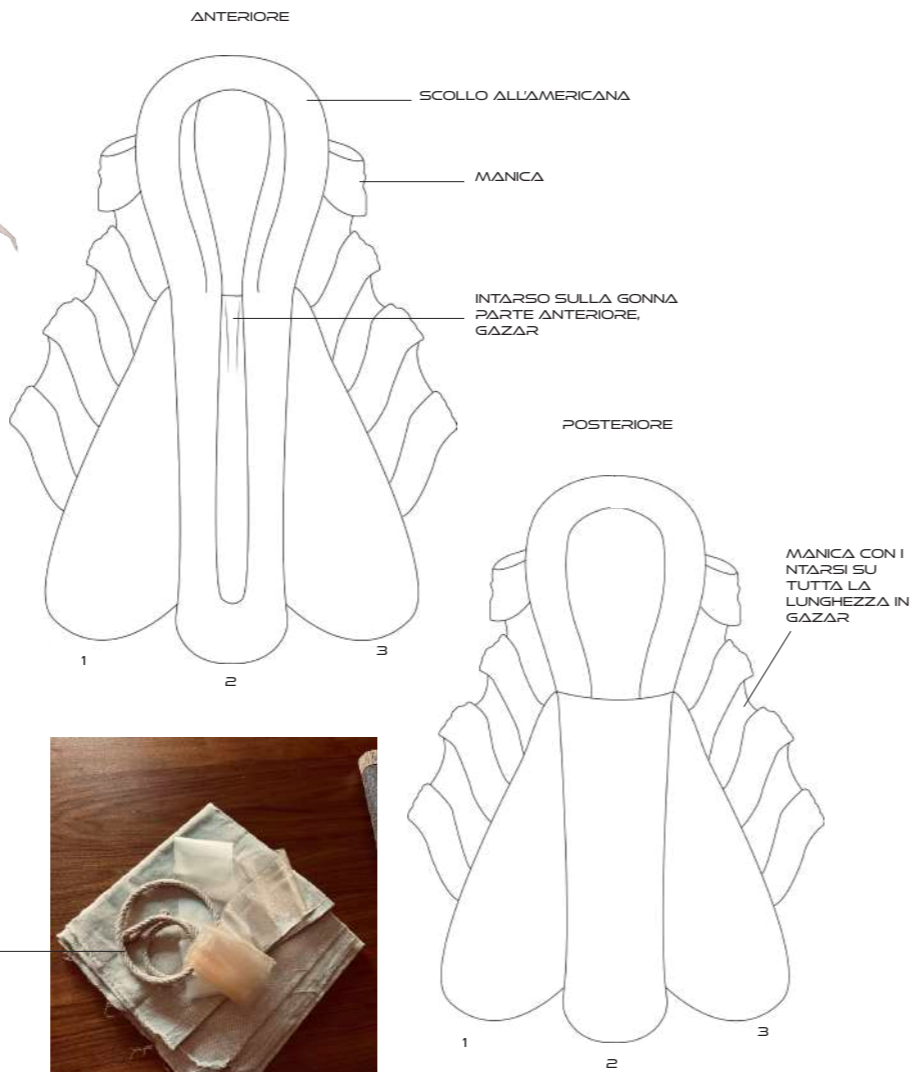 ANTERIORE
SCOLLO ALL'AMERICANA
MANICA
INTARSO SULLA GONNA
PARTE ANTERIORE,
GAZAR
1
2
3
POSTERIORE
MANICA CON I
NTARSI SU
TUTTA LA
LUNGHEZZA IN
GAZAR
1
2
3